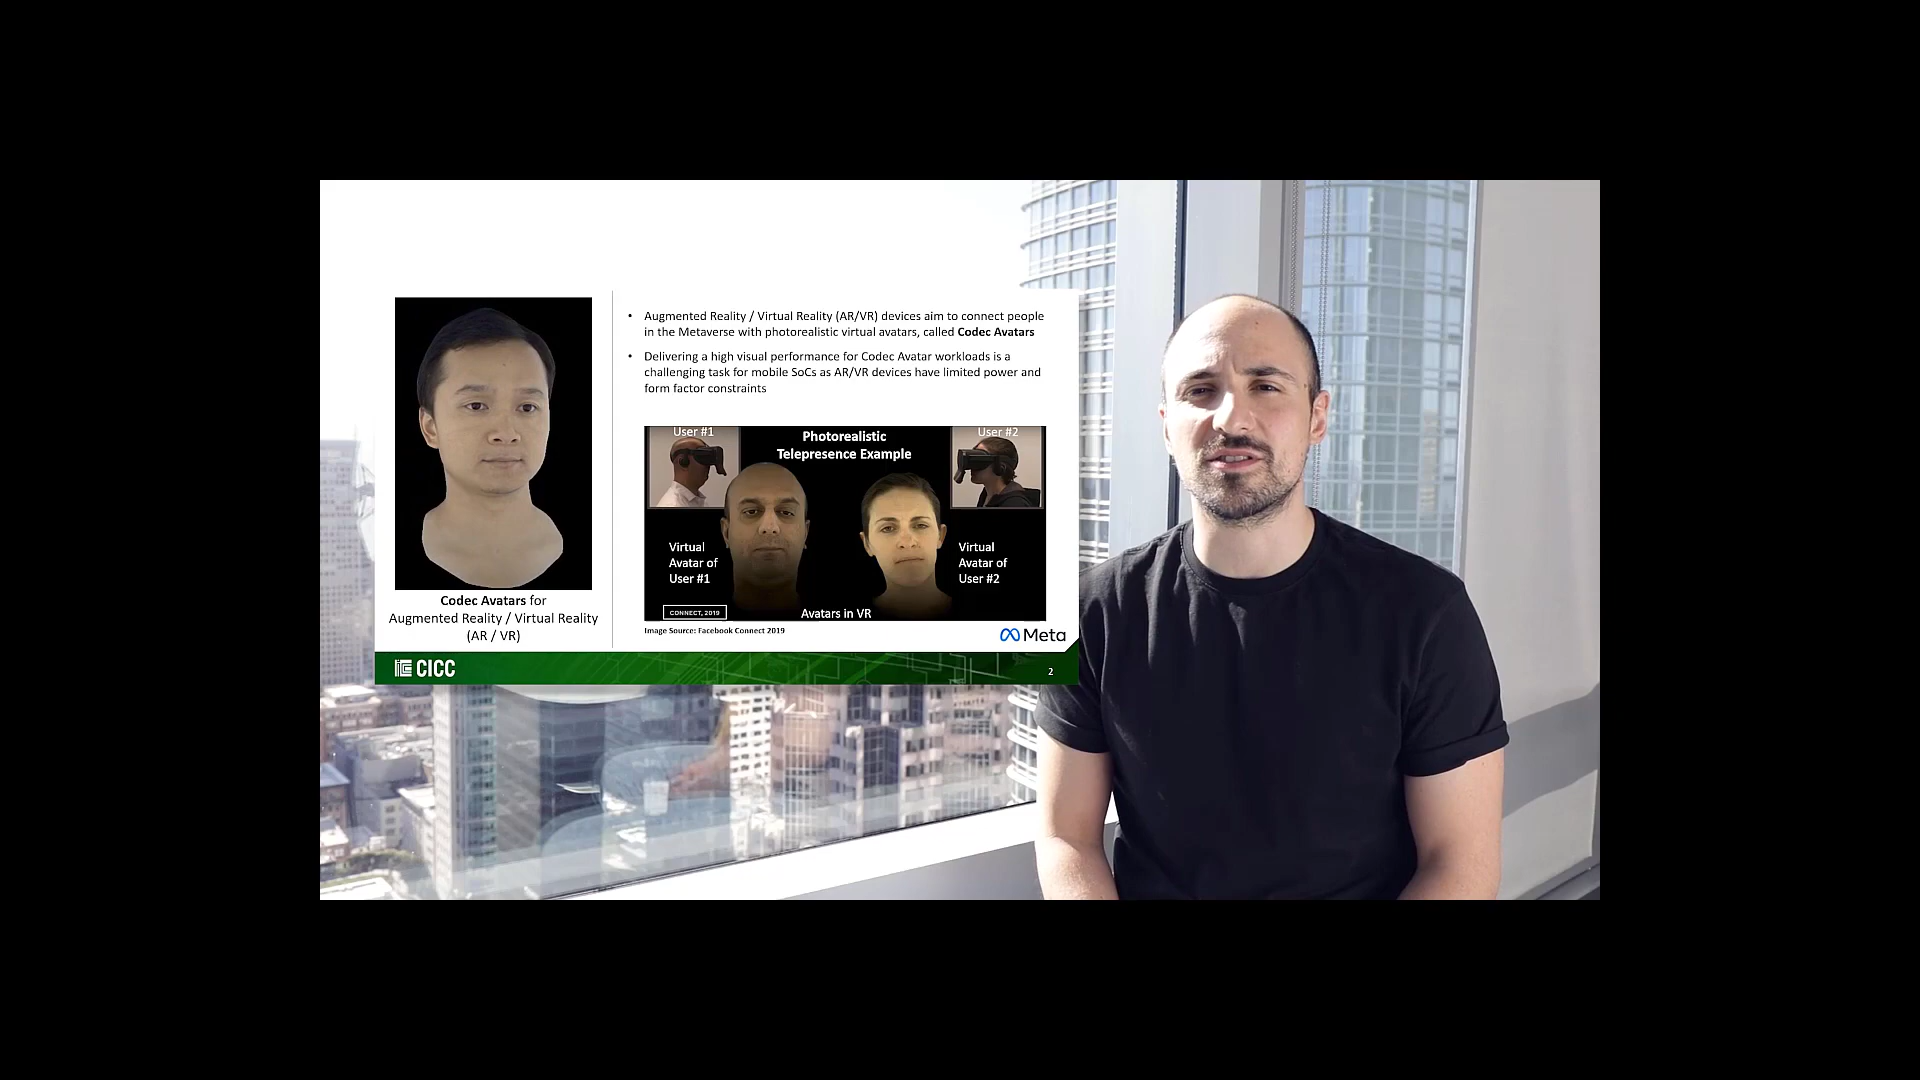 Codec Avatars for
Augmented Reality / Virtual Reality
(AR / VR)
• Augmented Reality / Virtual Reality (AR/VR) devices aim to connect people
in the Metaverse with photorealistic virtual avatars, called Codec Avatars
• Delivering a high visual performance for Codec Avatar workloads is a
challenging task for mobile SoCs as AR/VR devices have limited power and
form factor constraints
User #1
Photorealistic
Telepresence Example
User #2
Virtual
Avatar of
User #1
Virtual
Avatar of
User #2
CONNECT, 2019
Avatars in VR
Image Source: Facebook Connect 2019
Meta
CICC
2